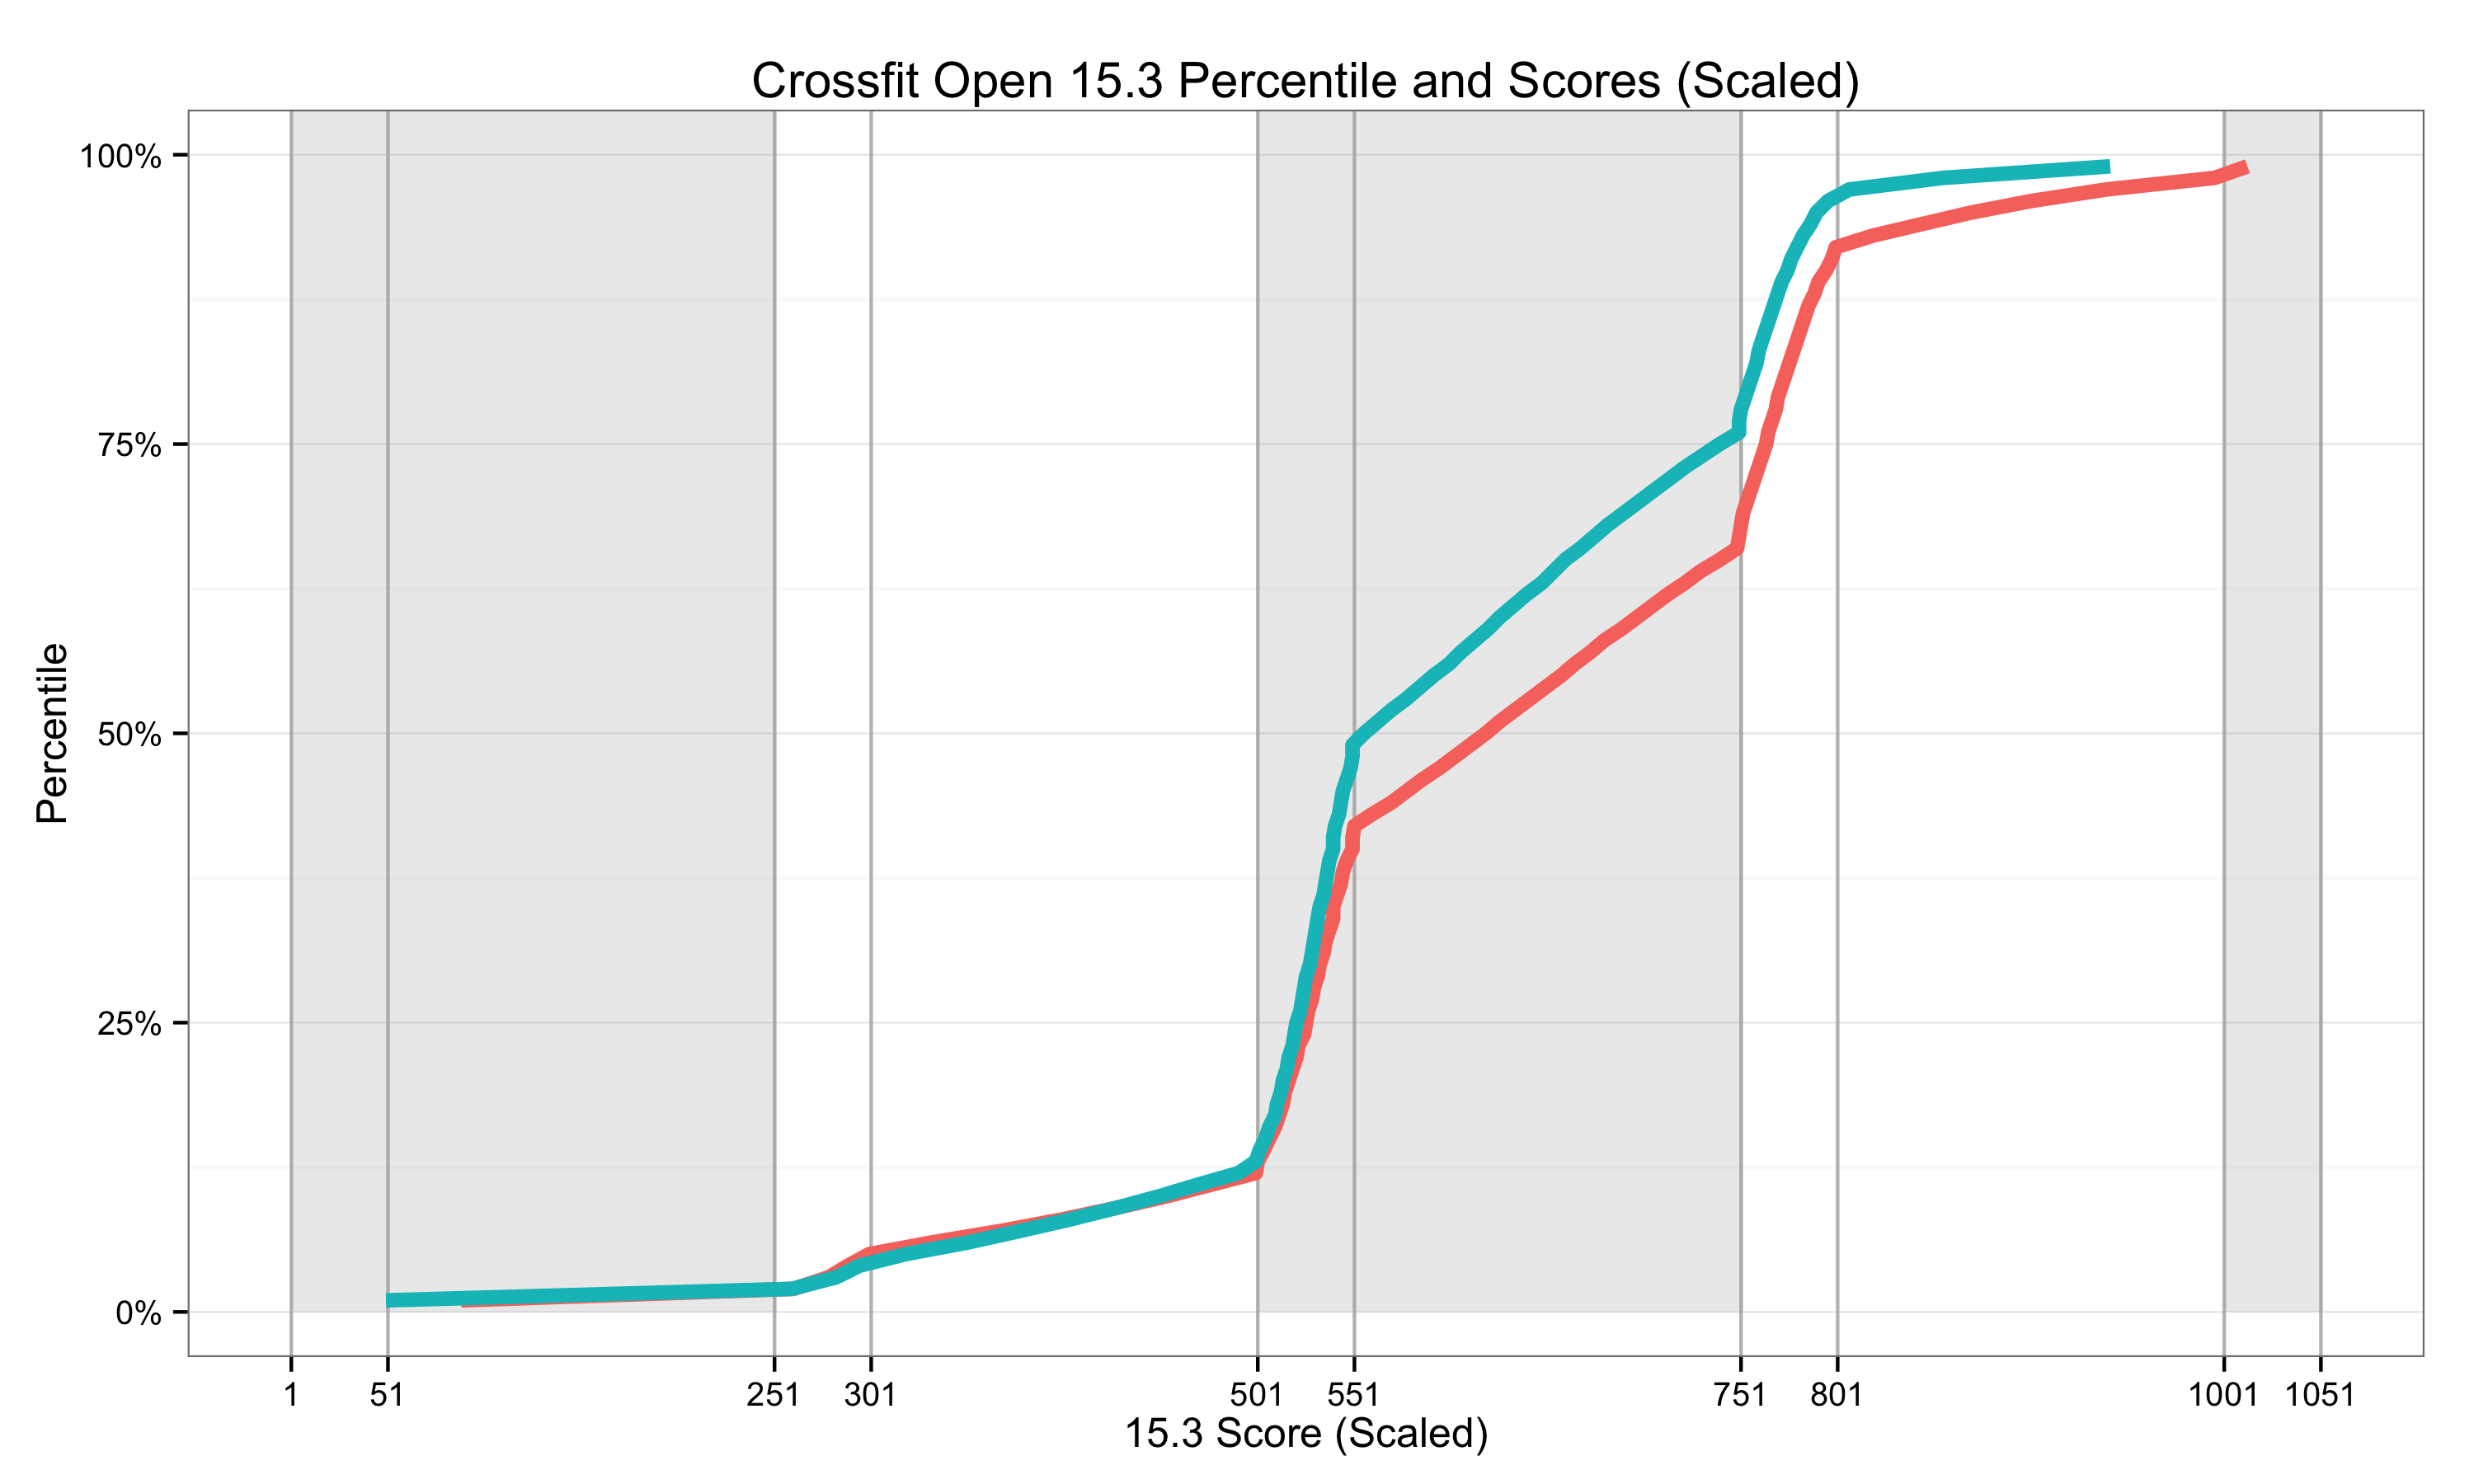 Crossfit Open 15.3 Percentile and Scores (Scaled)
100%
75%
50%
25%
0%
Percentile
1 51 251 301 501 551 751 801 1001 1051
15.3 Score (Scaled)